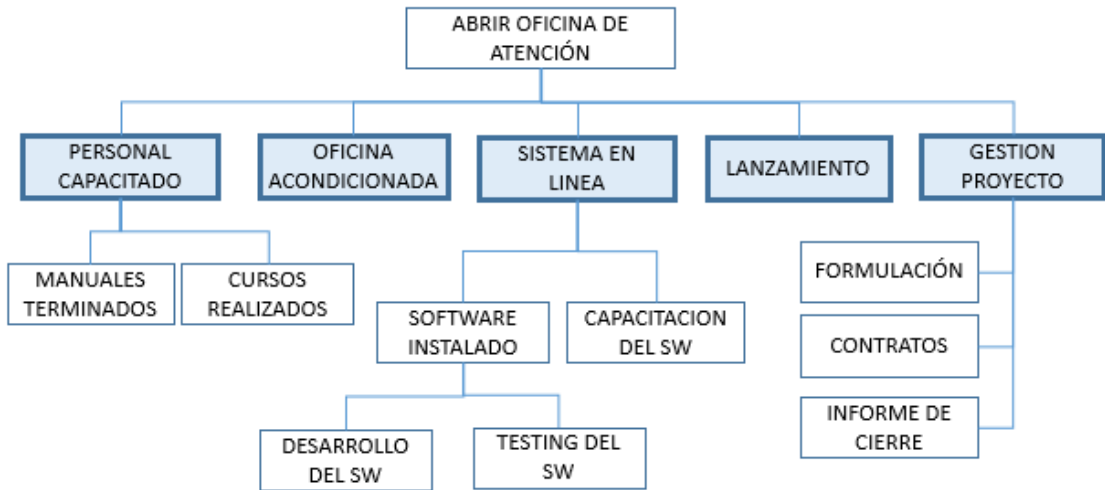 ABRIR OFICINA DE
ATENCIÓN
PERSONAL
CAPACITADO
OFICINA
ACONDICIONADA
SISTEMA EN
LINEA
LANZAMIENTO
GESTION
PROYECTO
MANUALES
TERMINADOS
CURSOS
REALIZADOS
SOFTWARE
INSTALADO
CAPACITACION
DEL SW
DESARROLLO
DEL SW
TESTING DEL
SW
FORMULACIÓN
CONTRATOS
INFORME DE
CIERRE